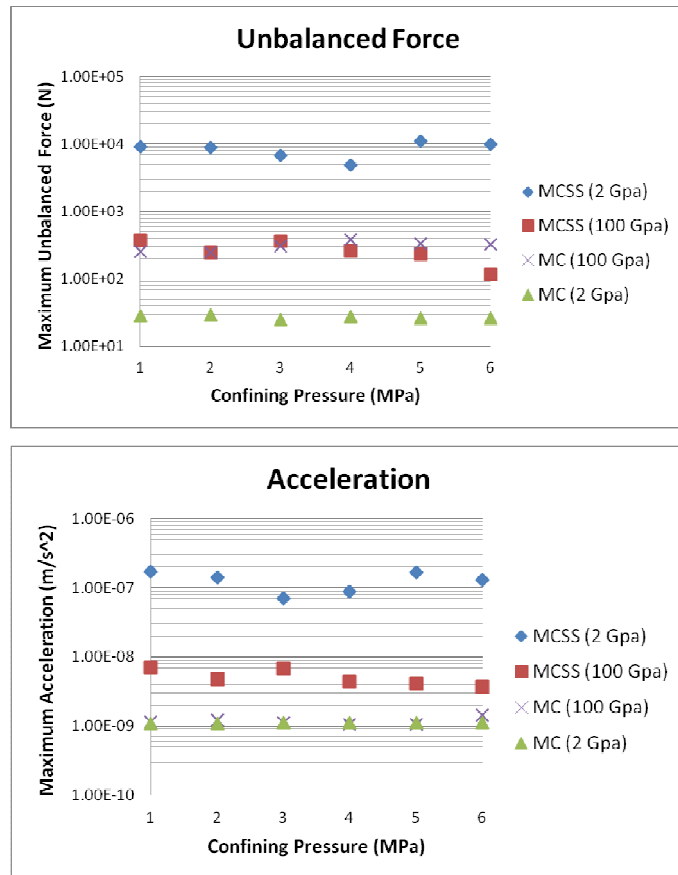 Unbalanced Force
Maximum Unbalanced Force (N)
1.00E+05
1.00E+04
1.00E+03
1.00E+02
1.00E+01
1 2 3 4 5 6
Confining Pressure (MPa)
MCSS (2 Gpa)
MCSS (100 Gpa)
MC (100 Gpa)
MC (2 Gpa)
Acceleration
Maximum Acceleration (m/s^2)
1.00E-06
1.00E-07
1.00E-08
1.00E-09
1.00E-10
1 2 3 4 5 6
Confining Pressure (MPa)
MCSS (2 Gpa)
MCSS (100 Gpa)
MC (100 Gpa)
MC (2 Gpa)